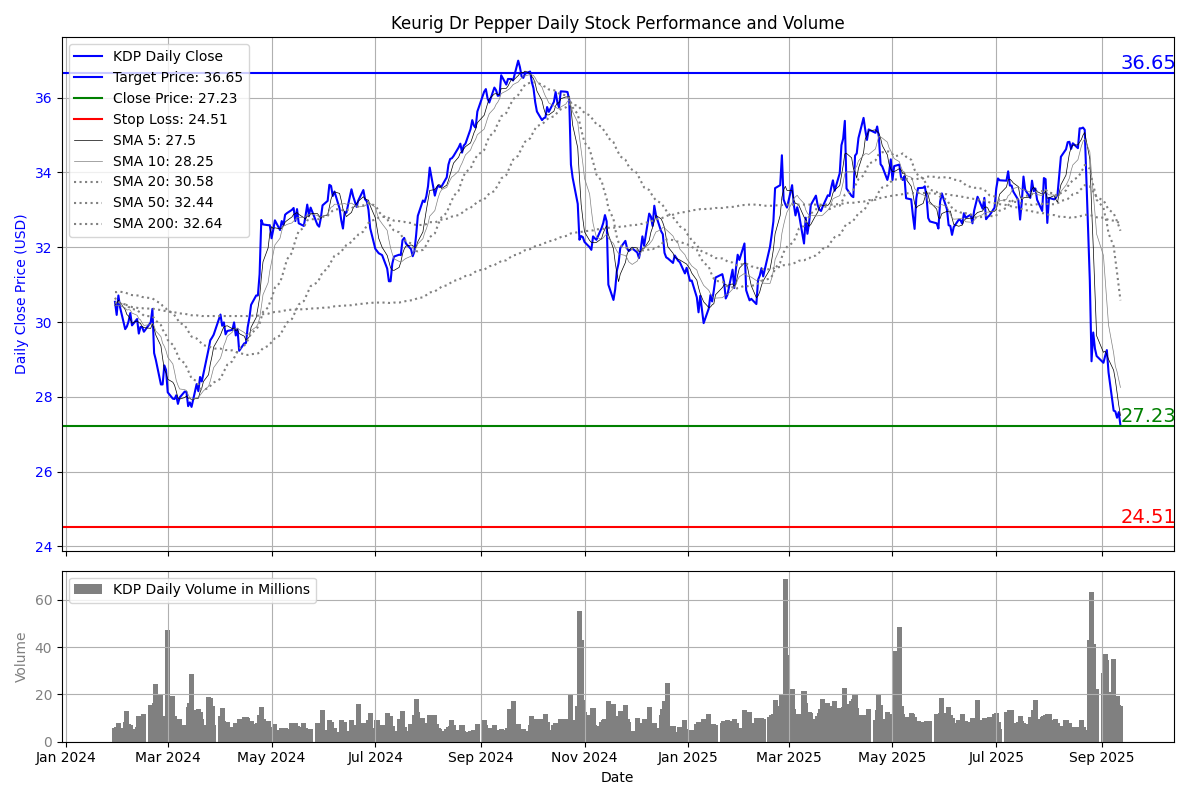 Keurig Dr Pepper Daily Stock Performance and Volume
KDP Daily Close
Target Price: 36.65
Close Price: 27.23
Stop Loss: 24.51
SMA 5: 27.5
SMA 10: 28.25
SMA 20: 30.58
SMA 50: 32.44
SMA 200: 32.64
36.65
27.23
24.51
Daily Close Price (USD)
36
34
32
30
28
26
24
KDP Daily Volume in Millions
Volume
60
40
20
0
Jan 2024 Mar 2024 May 2024 Jul 2024 Sep 2024 Nov 2024 Jan 2025 Mar 2025 May 2025 Jul 2025 Sep 2025
Date